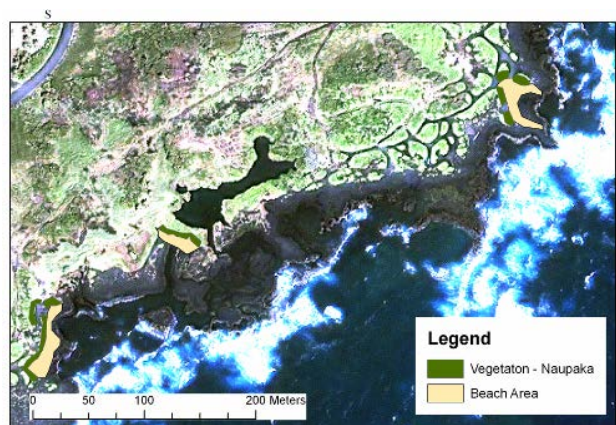 S
Legend
Vegetaton - Naupaka
Beach Area
0 50 100 200 Meters